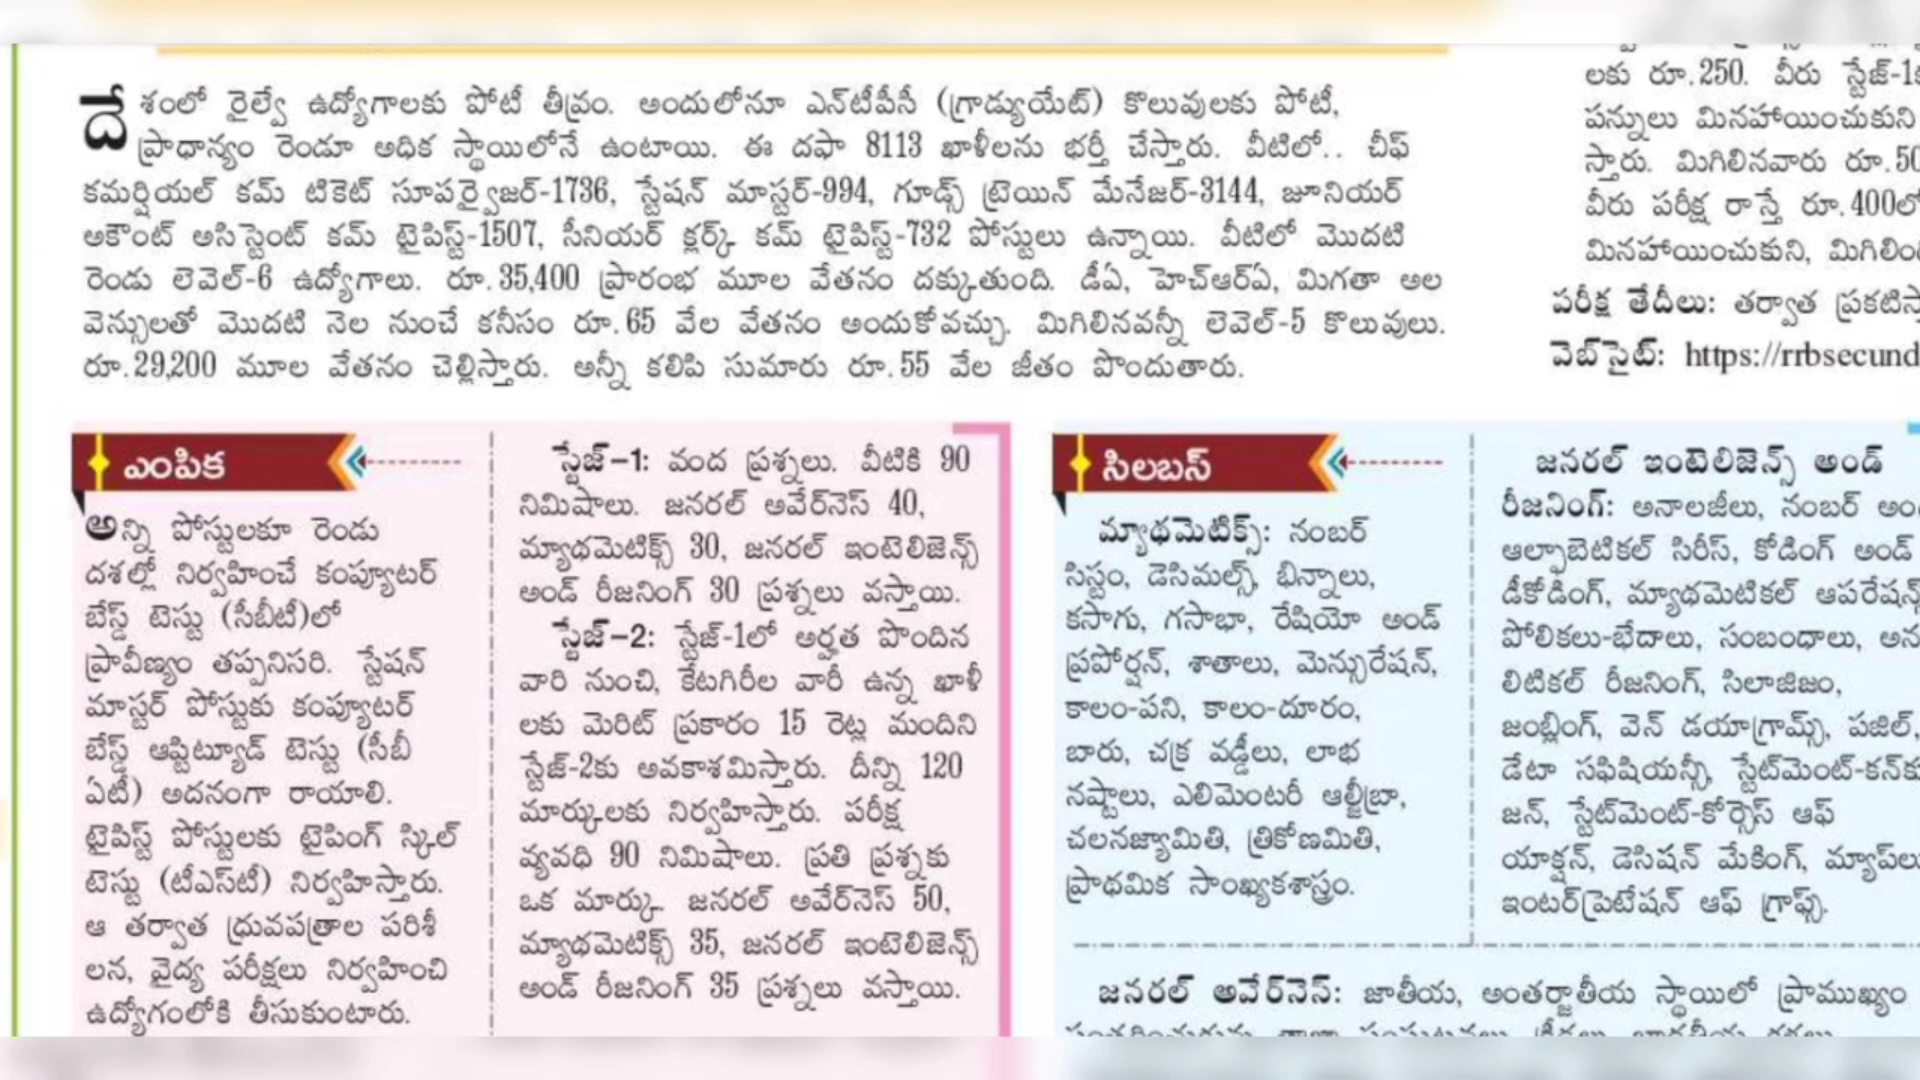 దేశంలో రైల్వే ఉద్యోగాలకు పోటీ తీవ్రం. అందులోనూ ఎన్‌టీపీసీ (గ్రాడ్యుయేట్) కొలువులకు పోటీ,
ప్రాధాన్యం రెండూ అధిక స్థాయిలోనే ఉంటాయి. ఈ దఫా 8113 ఖాళీలను భర్తీ చేస్తారు. వీటిలో.. చీఫ్
కమర్షియల్ కమ్ టికెట్ సూపర్వైజర్-1736, స్టేషన్ మాస్టర్-994, గూడ్స్ ట్రెయిన్ మేనేజర్-3144, జూనియర్
అకౌంట్ అసిస్టెంట్ కమ్ టైపిస్ట్-1507, సీనియర్ క్లర్క్ కమ్ టైపిస్ట్-732 పోస్టులు ఉన్నాయి. వీటిలో మొదటి
రెండు లెవెల్-6 ఉద్యోగాలు. రూ.35,400 ప్రారంభ మూల వేతనం దక్కుతుంది. డీఏ, హెచ్ఆర్ఏ, మిగతా అల
వెన్సులతో మొదటి నెల నుంచే కనీసం రూ.65 వేల వేతనం అందుకోవచ్చు. మిగిలినవన్నీ లెవెల్-5 కొలువులు.
రూ.29,200 మూల వేతనం చెల్లిస్తారు. అన్నీ కలిపి సుమారు రూ.55 వేల జీతం పొందుతారు.
లకు రూ.250. వీరు స్టేజ్-1
పన్నులు మినహాయించుకుని
స్తారు. మిగిలినవారు రూ.50
వీరు పరీక్ష రాస్తే రూ.400లో
మినహాయించుకుని,
పరీక్ష తేదీలు: తర్వాత
వెబ్‌సైట్: https://rrbsecund
ఎంపిక
అన్ని పోస్టులకూ రెండు
దశల్లో నిర్వహించే కంప్యూటర్
బేస్డ్ టెస్టు (సీబీటీ)లో
ప్రావీణ్యం తప్పనిసరి. స్టేషన్
మాస్టర్ పోస్టుకు కంప్యూటర్
బేస్డ్ ఆప్టిట్యూడ్ టెస్టు (సీబీ
ఏటీ) అదనంగా రాయాలి.
టైపిస్ట్ పోస్టులకు టైపింగ్ స్కిల్
టెస్టు (టీఎస్‌టీ) నిర్వహిస్తారు.
ఆ తర్వాత ధ్రువపత్రాల పరిశీ
లన, వైద్య పరీక్షలు నిర్వహించి
ఉద్యోగంలోకి తీసుకుంటారు.
స్టేజ్-1: వంద ప్రశ్నలు. వీటికి 90
నిమిషాలు. జనరల్ అవేర్‌నెస్ 40,
మ్యాథమెటిక్స్ 30, జనరల్ ఇంటెలిజెన్స్
అండ్ రీజనింగ్ 30 ప్రశ్నలు వస్తాయి.
స్టేజ్-2: స్టేజ్-1లో అర్హత పొందిన
వారి నుంచి, కేటగిరీల వారీ ఉన్న ఖాళీ
లకు మెరిట్ ప్రకారం 15 రెట్ల మందిని
స్టేజ్-2కు అవకాశమిస్తారు. దీన్ని 120
మార్కులకు నిర్వహిస్తారు. పరీక్ష
వ్యవధి 90 నిమిషాలు. ప్రతి ప్రశ్నకు
ఒక మార్కు. జనరల్ అవేర్‌నెస్ 50,
మ్యాథమెటిక్స్ 35, జనరల్ ఇంటెలిజెన్స్
అండ్ రీజనింగ్ 35 ప్రశ్నలు వస్తాయి.
సిలబస్
మ్యాథమెటిక్స్: నంబర్
సిస్టం, డెసిమల్స్, భిన్నాలు,
కసాగు, గసాభా, రేషియో అండ్
ప్రపోర్షన్, శాతాలు, మెన్సురేషన్,
కాలం-పని, కాలం-దూరం,
బారు, చక్ర వడ్డీలు, లాభ
నష్టాలు, ఎలిమెంటరీ ఆల్జీబ్రా,
చలనజ్యామితి, త్రికోణమితి,
ప్రాథమిక సాంఖ్యకశాస్త్రం.
జనరల్ ఇంటెలిజెన్స్ అండ్
రీజనింగ్: అనాలజీలు, నంబర్
ఆల్ఫాబెటికల్ సిరీస్, కోడింగ్ అండ్
డీకోడింగ్, మ్యాథమెటికల్ ఆపరేషన్స్
పోలికలు-భేదాలు, సంబంధాలు, అన
లిటికల్ రీజనింగ్, సిలాజిజం,
జంబ్లింగ్, వెన్ డయాగ్రామ్స్, పజిల్,
డేటా సఫిషియన్సీ, స్టేట్‌మెంట్-కన్‌క్లూ
జన్, స్టేట్‌మెంట్-కోర్సెస్ ఆఫ్
యాక్షన్, డెసిషన్ మేకింగ్, మ్యాప్‌లు
ఇంటర్‌ప్రెటేషన్ ఆఫ్ గ్రాఫ్స్.
జనరల్ అవేర్‌నెస్: జాతీయ, అంతర్జాతీయ స్థాయిలో ప్రాముఖ్యం